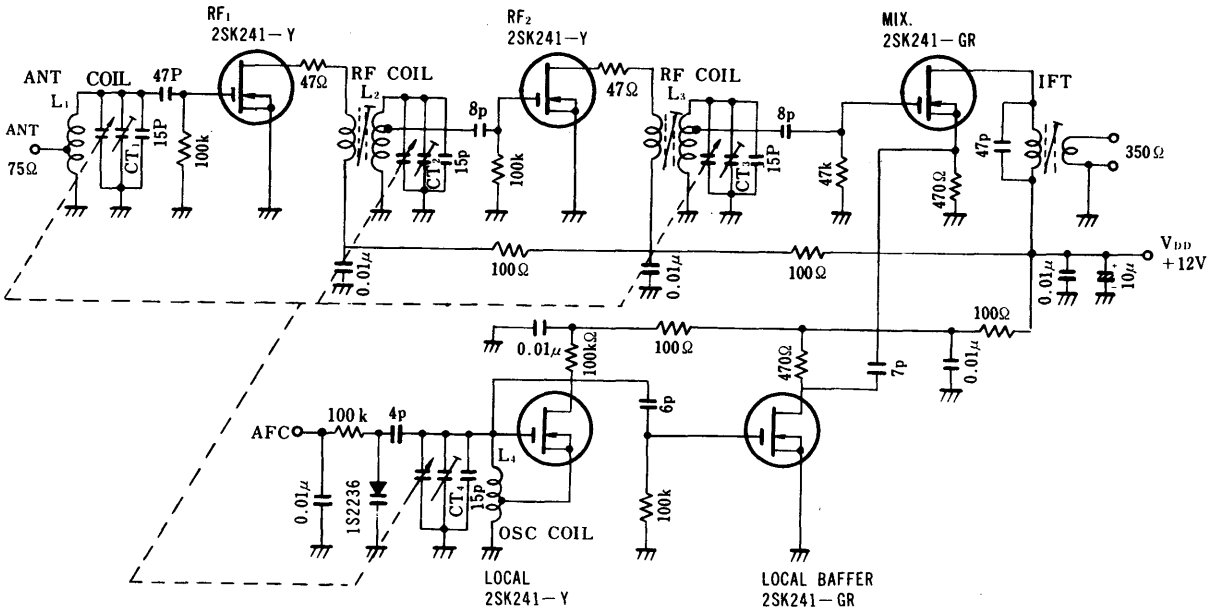 RF₁
2SK241-Y
RF₂
2SK241-Y
MIX.
2SK241-GR
ANT COIL
L₁
47P
47Ω
RF COIL
L₂
8p
47Ω
RF COIL
L₃
8p
IFT
ANT
75Ω
CT₁
15P
100k
CT₂
15p
100k
CT₃
15P
47k
470Ω
47p
350Ω
0.01μ
100Ω
0.01μ
100Ω
VDD
+12V
0.01μ
10μ
0.01μ
100kΩ
100Ω
470Ω
7p
0.01μ
100Ω
AFC
100k
4p
6p
L₄
0.01μ
1S2236
CT₄
15p
OSC COIL
100k
LOCAL
2SK241-Y
LOCAL BAFFER
2SK241-GR